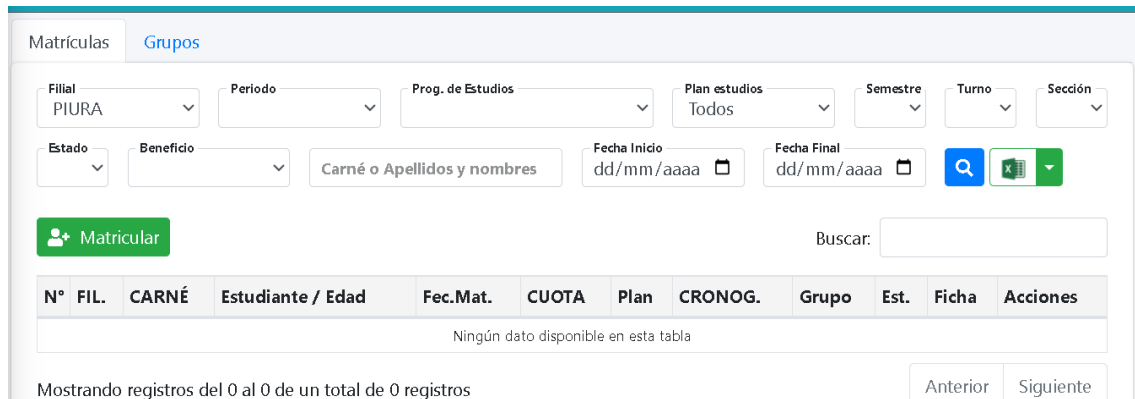 Matrículas Grupos
Filial Periodo Prog. de Estudios Plan estudios Semestre Turno Sección
PIURA Todos
Estado Beneficio Fecha Inicio Fecha Final
Carné o Apellidos y nombres dd/mm/aaaa dd/mm/aaaa
Matricular Buscar:
N° FIL. CARNÉ Estudiante / Edad Fec.Mat. CUOTA Plan CRONOG. Grupo Est. Ficha Acciones
Ningún dato disponible en esta tabla
Mostrando registros del 0 al 0 de un total de 0 registros Anterior Siguiente